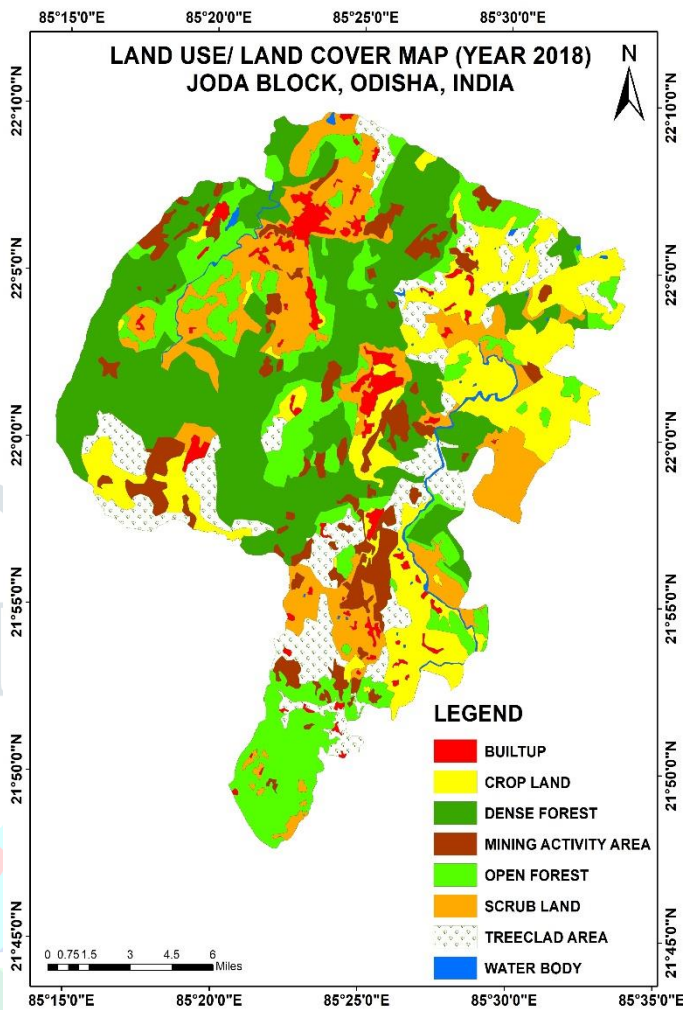 85°15'0"E 85°20'0"E 85°25'0"E 85°30'0"E
LAND USE/ LAND COVER MAP (YEAR 2018)
JODA BLOCK, ODISHA, INDIA
N
22°10'0"N 22°10'0"N
22°5'0"N 22°5'0"N
22°0'0"N 22°0'0"N
21°55'0"N 21°55'0"N
21°50'0"N 21°50'0"N
21°45'0"N 21°45'0"N
LEGEND
BUILTUP
CROP LAND
DENSE FOREST
MINING ACTIVITY AREA
OPEN FOREST
SCRUB LAND
TREECLAD AREA
WATER BODY
0 0.75 1.5 3 4.5 6
Miles
85°15'0"E 85°20'0"E 85°25'0"E 85°30'0"E 85°35'0"E